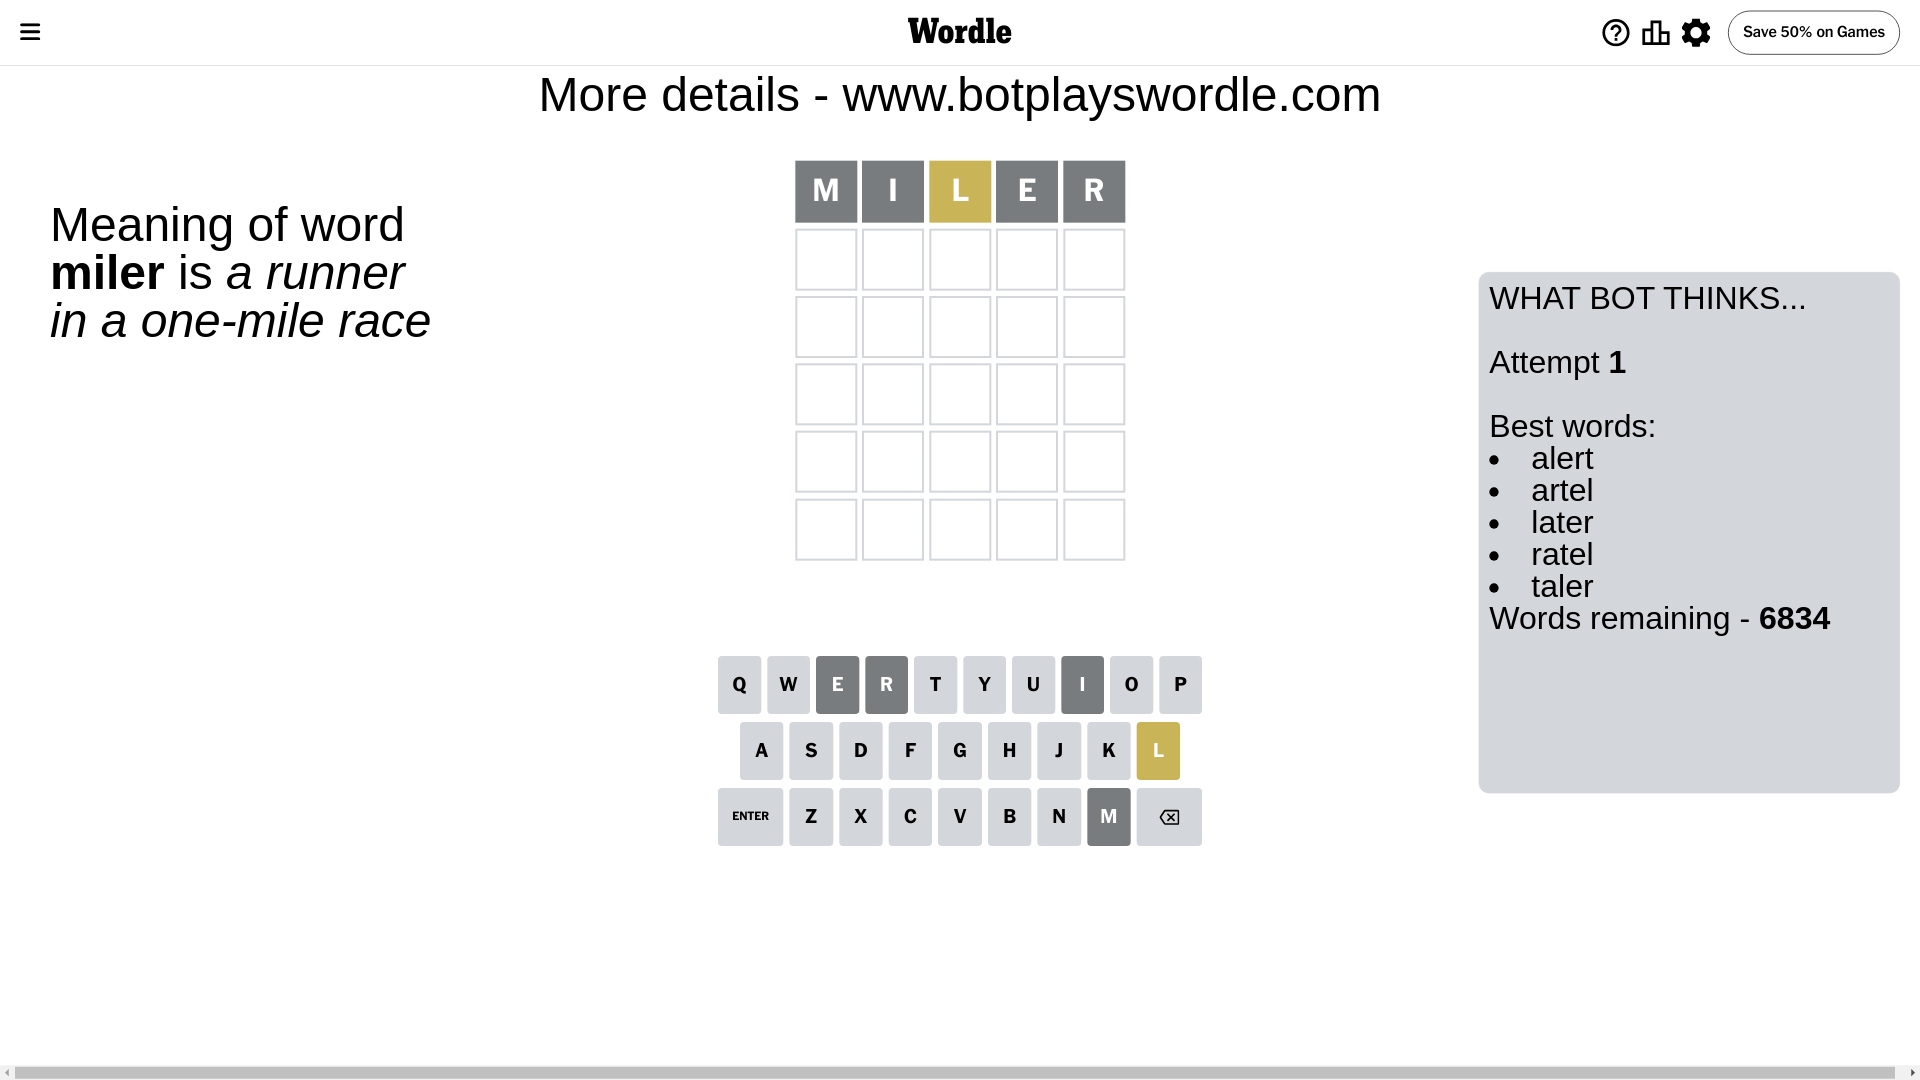 Wordle
Save 50% on Games
More details - www.botplayswordle.com
Meaning of word
miler is a runner
in a one-mile race
M I L E R
WHAT BOT THINKS...
Attempt 1
Best words:
• alert
• artel
• later
• ratel
• taler
Words remaining - 6834
Q W E R T Y U I O P
A S D F G H J K L
ENTER Z X C V B N M